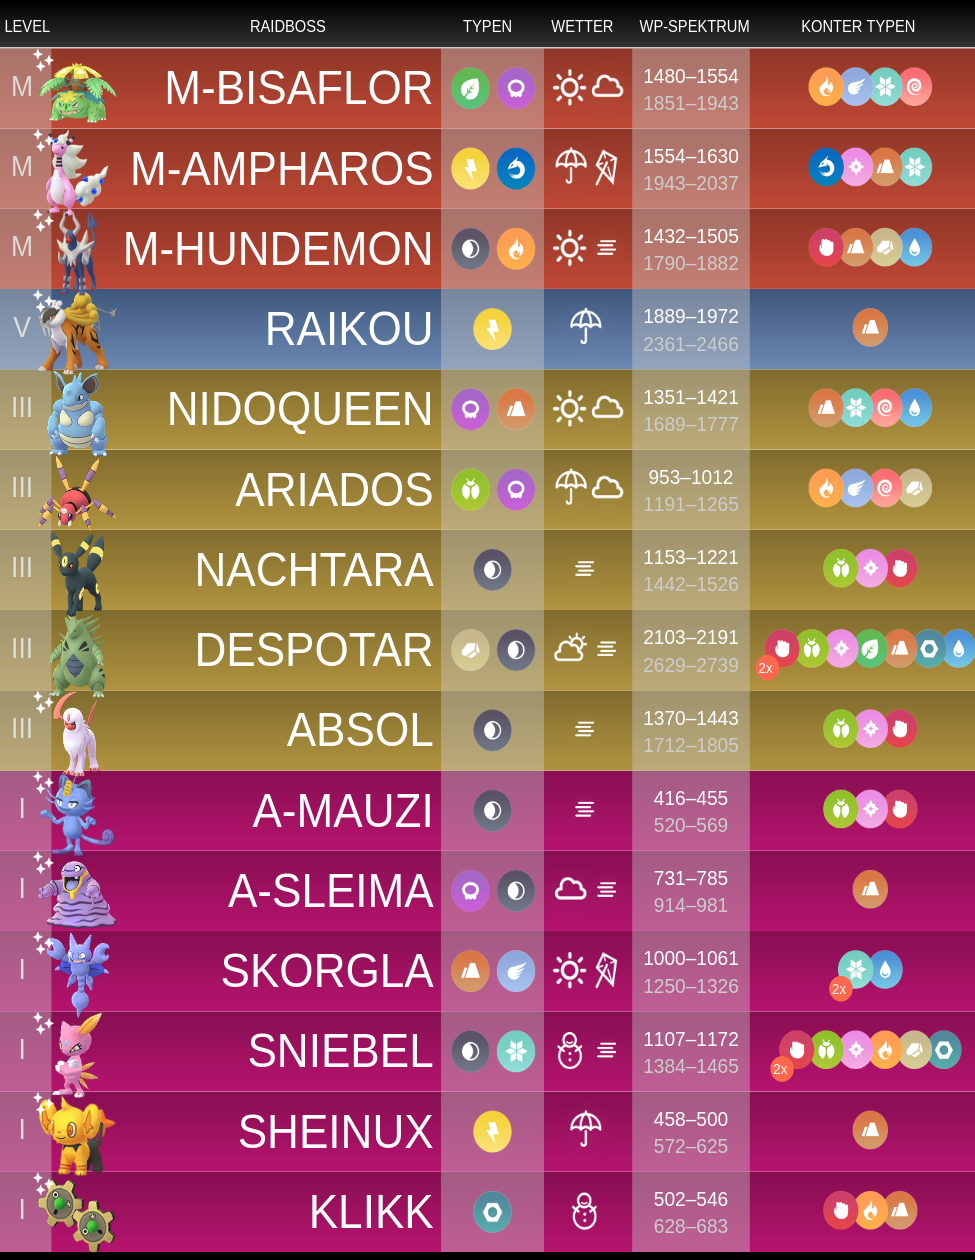 LEVEL RAIDBOSS TYPEN WETTER WP-SPEKTRUM KONTER TYPEN
M M-BISAFLOR 1480–1554
1851–1943
M M-AMPHAROS 1554–1630
1943–2037
M M-HUNDEMON 1432–1505
1790–1882
V RAIKOU 1889–1972
2361–2466
III NIDOQUEEN 1351–1421
1689–1777
III ARIADOS 953–1012
1191–1265
III NACHTARA 1153–1221
1442–1526
III DESPOTAR 2103–2191
2629–2739 2x
III ABSOL 1370–1443
1712–1805
I A-MAUZI 416–455
520–569
I A-SLEIMA 731–785
914–981
I SKORGLA 1000–1061
1250–1326 2x
I SNIEBEL 1107–1172
1384–1465 2x
I SHEINUX 458–500
572–625
I KLIKK 502–546
628–683